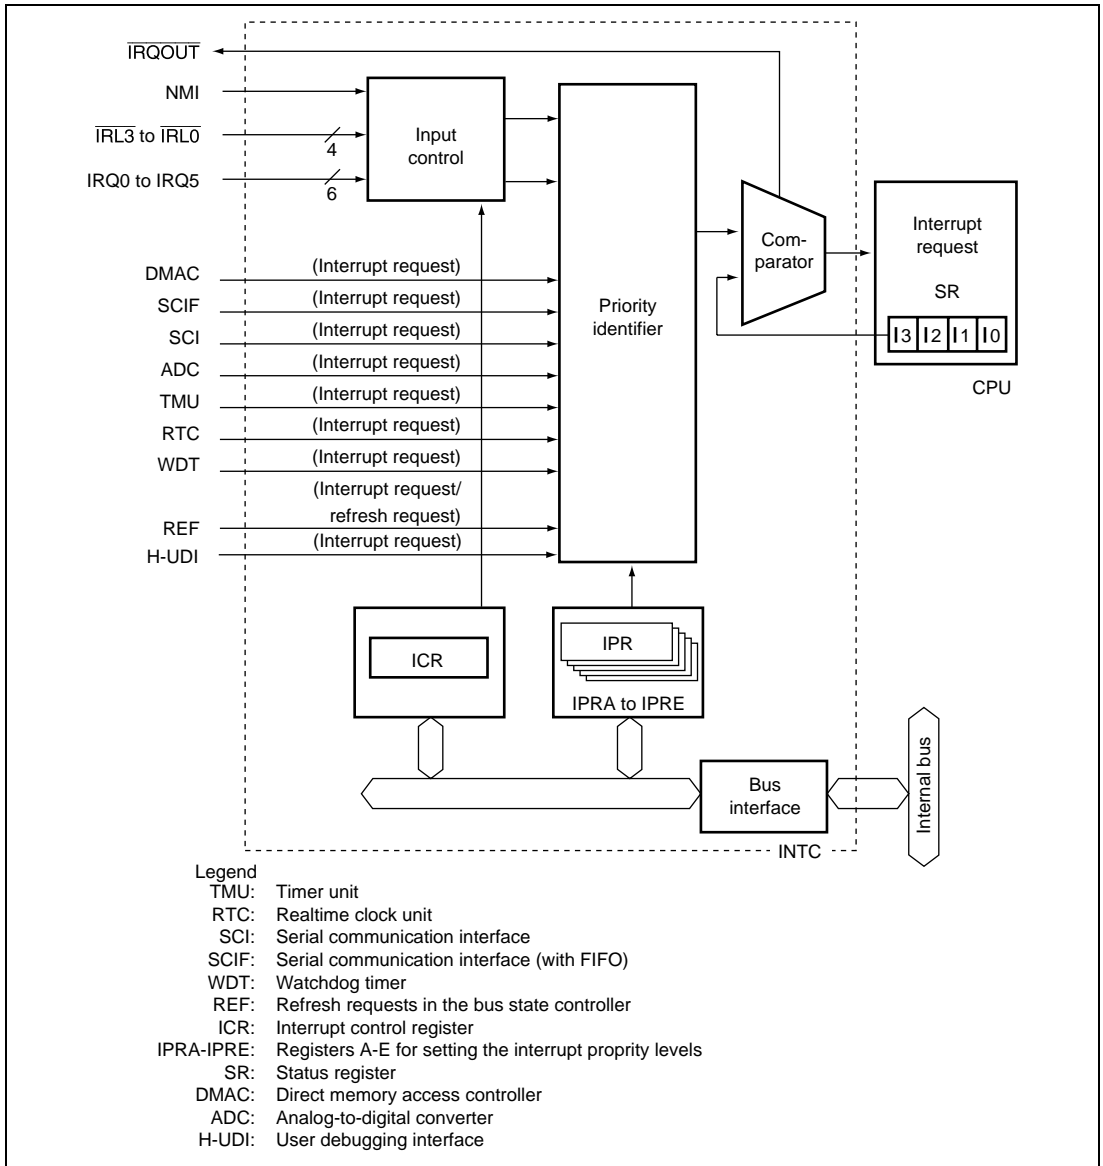 IRQOUT
NMI
IRL3 to IRL0
4
IRQ0 to IRQ5
6
Input
control
DMAC (Interrupt request)
SCIF (Interrupt request)
SCI (Interrupt request)
ADC (Interrupt request)
TMU (Interrupt request)
RTC (Interrupt request)
WDT (Interrupt request)
(Interrupt request/
REF refresh request)
H-UDI (Interrupt request)
Priority
identifier
Com-
parator
Interrupt
request
SR
I3 I2 I1 I0
CPU
ICR
IPR
IPRA to IPRE
Bus
interface
Internal bus
INTC
Legend
TMU: Timer unit
RTC: Realtime clock unit
SCI: Serial communication interface
SCIF: Serial communication interface (with FIFO)
WDT: Watchdog timer
REF: Refresh requests in the bus state controller
ICR: Interrupt control register
IPRA-IPRE: Registers A-E for setting the interrupt proprity levels
SR: Status register
DMAC: Direct memory access controller
ADC: Analog-to-digital converter
H-UDI: User debugging interface